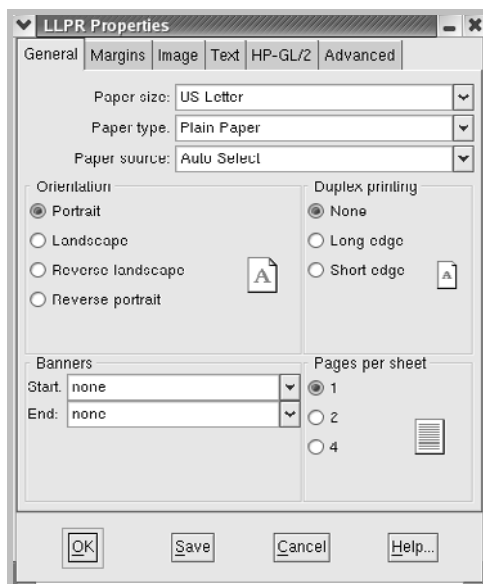 LLPR Properties
General Margins Image Text HP-GL/2 Advanced
Paper size: US Letter
Paper type. Plain Paper
Paper source: Auto Select
Orientation
Portrait
Landscape
Reverse landscape
Reverse portrait
A
Duplex printing
None
Long edge
Short edge
A
Banners
Start. none
End: none
Pages per sheet
1
2
4
OK Save Cancel Help...